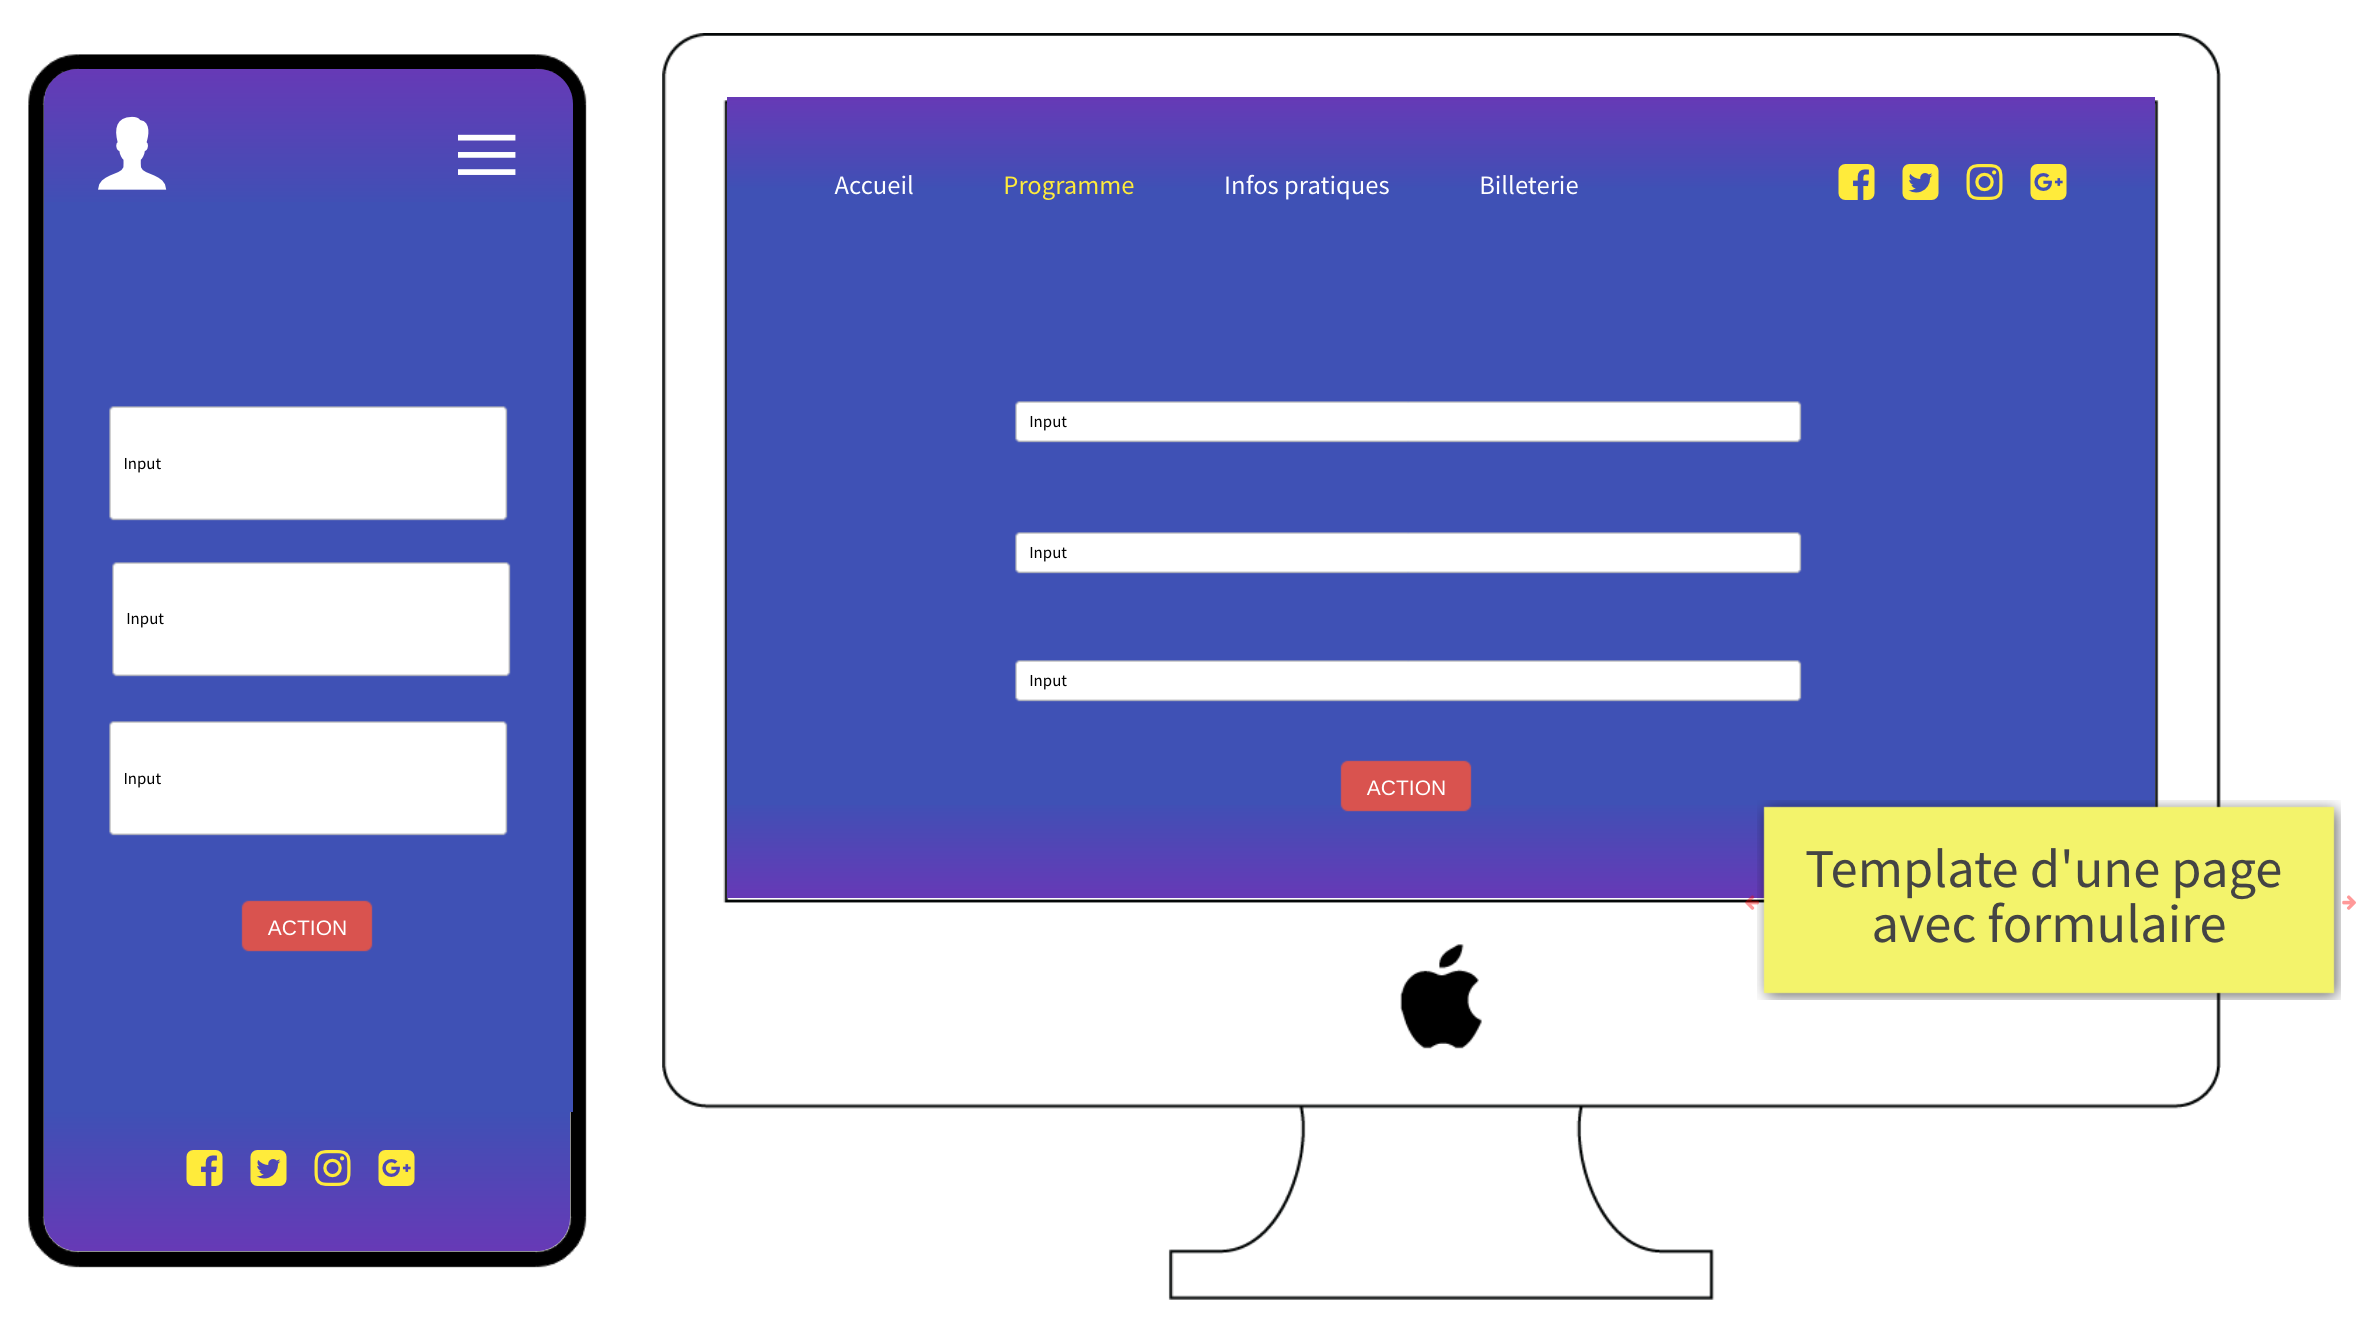 Input
Input
Input
ACTION
Accueil Programme Infos pratiques Billeterie
Input
Input
Input
ACTION
Template d'une page
avec formulaire